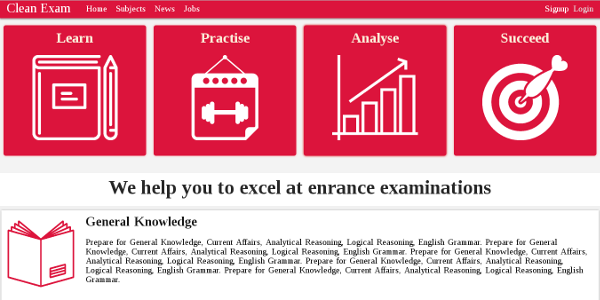 Clean Exam Home Subjects News Jobs Signup Login
Learn Practise Analyse Succeed
We help you to excel at enrance examinations
General Knowledge
Prepare for General Knowledge, Current Affairs, Analytical Reasoning, Logical Reasoning, English Grammar. Prepare for General
Knowledge, Current Affairs, Analytical Reasoning, Logical Reasoning, English Grammar. Prepare for General Knowledge, Current Affairs,
Analytical Reasoning, Logical Reasoning, English Grammar. Prepare for General Knowledge, Current Affairs, Analytical Reasoning,
Logical Reasoning, English Grammar. Prepare for General Knowledge, Current Affairs, Analytical Reasoning, Logical Reasoning, English
Grammar.